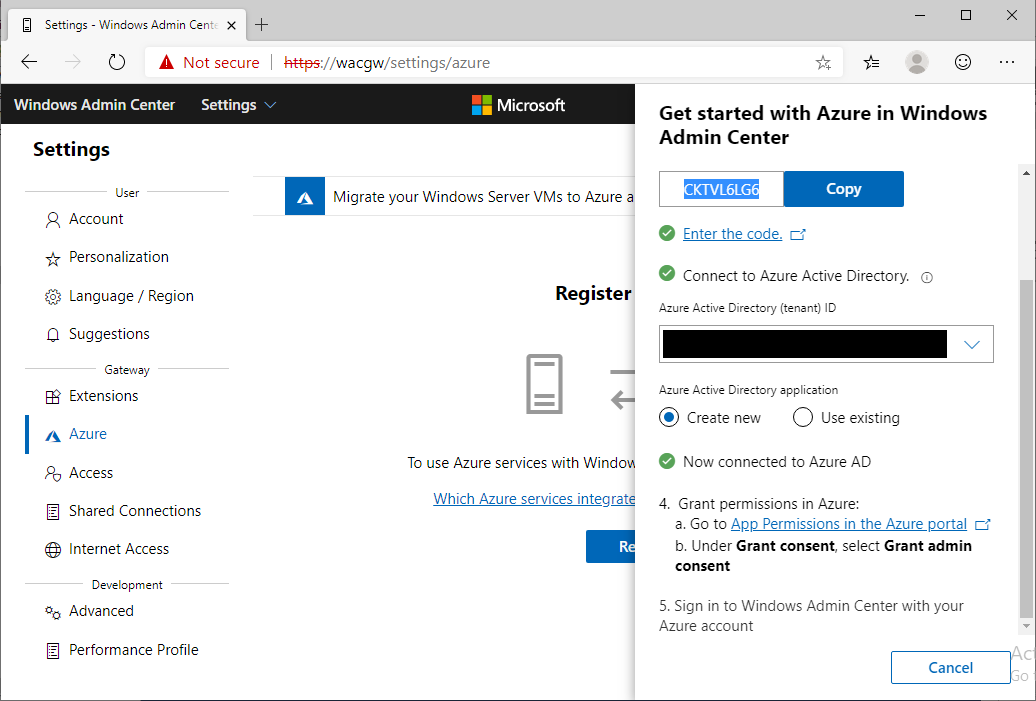 Settings - Windows Admin Cente
Not secure https://wacgw/settings/azure
Windows Admin Center Settings Microsoft
Settings
User
Account
Personalization
Language / Region
Suggestions
Gateway
Extensions
Azure
Access
Shared Connections
Internet Access
Development
Advanced
Performance Profile
Migrate your Windows Server VMs to Azure a
Register
To use Azure services with Window
Which Azure services integrate
Re
Get started with Azure in Windows
Admin Center
CKTVL6LG6 Copy
Enter the code.
Connect to Azure Active Directory.
Azure Active Directory (tenant) ID
Azure Active Directory application
Create new Use existing
Now connected to Azure AD
4. Grant permissions in Azure:
a. Go to App Permissions in the Azure portal
b. Under Grant consent, select Grant admin
consent
5. Sign in to Windows Admin Center with your
Azure account
Cancel
Act
Go